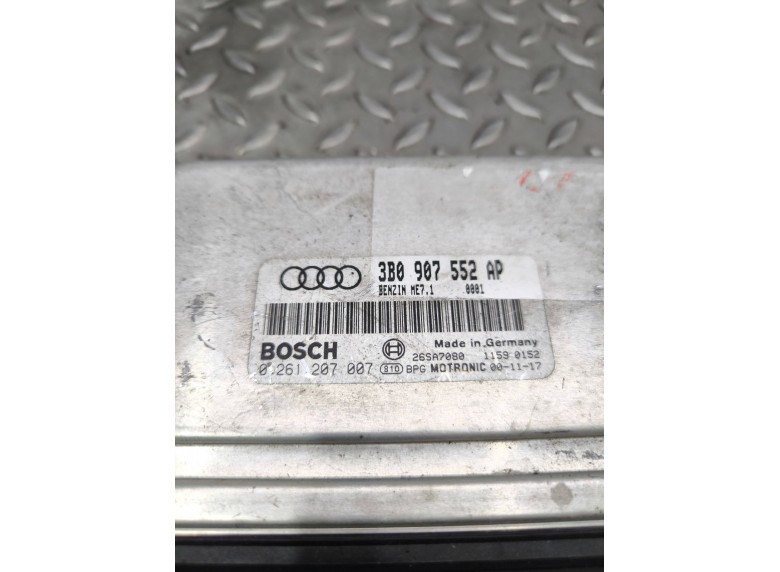 3B0 907 552 AP
BENZIN ME7.1 .0001
BOSCH Made in Germany
26SA7080 1159 0152
0 261 207 007 810 BPG MOTRONIC 00-11-17